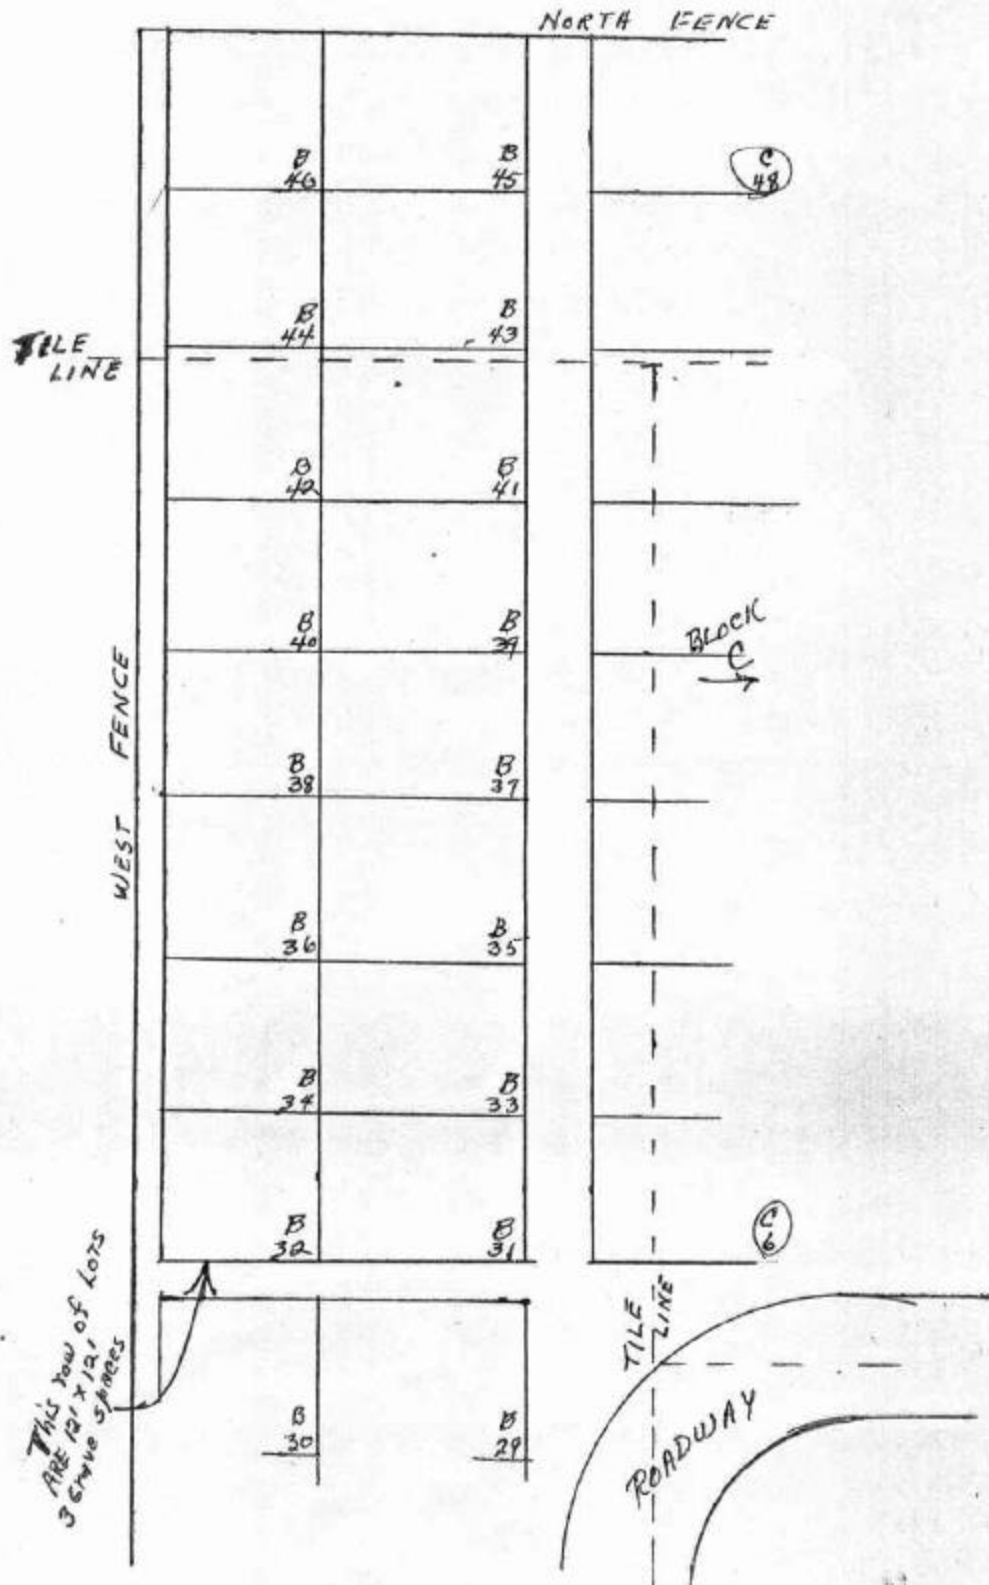 NORTH FENCE
B
46
B
45
C
48
B
44
B
43
TILE
LINE
B
42
B
41
B
40
B
39
BLOCK
C
WEST FENCE
B
38
B
37
B
36
B
35
B
34
B
33
B
32
B
31
C
6
This row of LOTS
ARE 12' x 12'
3 Grave spaces
TILE
LINE
B
30
B
29
ROADWAY